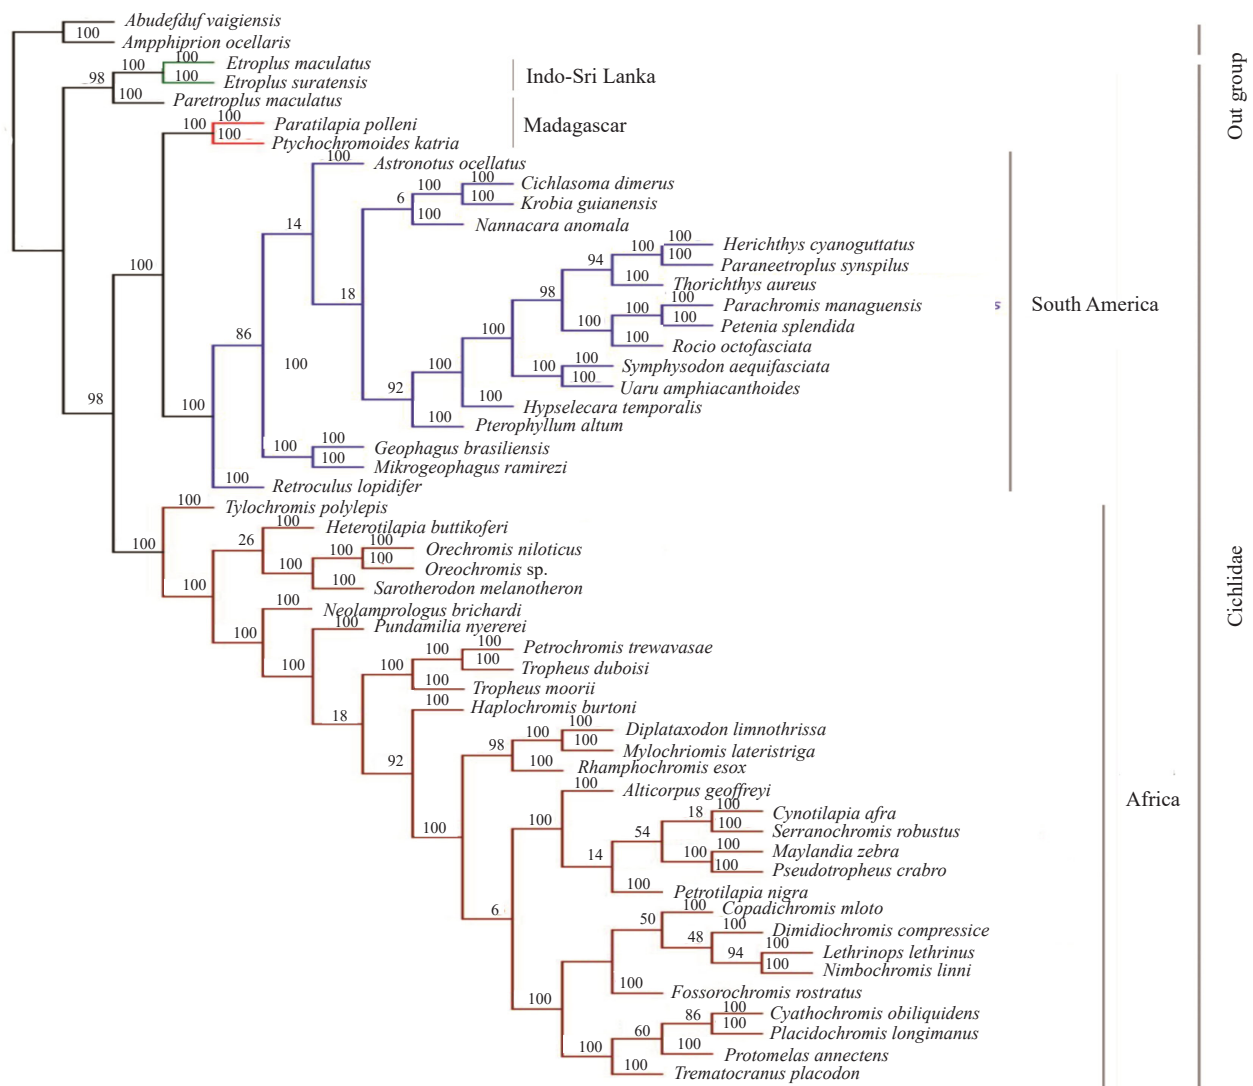 Abudefduf vaigiensis
100
Ampphiprion ocellaris
100
Etroplus maculatus
100
98
100
Etroplus suratensis
100
Paretroplus maculatus
Indo-Sri Lanka
Madagascar
Out group
100
100
Paratilapia polleni
100
Ptychochromoides katria
100
Astronotus ocellatus
100
100
Cichlasoma dimerus
6
100
Krobia guianensis
100
Nannacara anomala
14
100
Herichthys cyanoguttatus
100
100
94
Paraneetroplus synspilus
100
Thorichthys aureus
100
18
98
100
Parachromis managuensis
100
100
Petenia splendida
s
South America
100
100
Rocio octofasciata
86
100
100
100
Symphysodon aequifasciata
100
100
Uaru amphiacanthoides
92
98
100
Hypselecara temporalis
100
100
Pterophyllum altum
100
100
Geophagus brasiliensis
100
Mikrogeophagus ramirezi
100
Retroculus lopidifer
100
Tylochromis polylepis
100
Heterotilapia buttikoferi
100
26
100
100
Orechromis niloticus
100
100
Oreochromis sp.
100
Sarotherodon melanotheron
100
100
Neolamprologus brichardi
100
Pundamilia nyererei
Cichlidae
100
100
100
Petrochromis trewavasae
100
100
100
Tropheus duboisi
100
Tropheus moorii
100
Haplochromis burtoni
18
100
Diplataxodon limnothrissa
98
100
100
Mylochriomis lateristriga
92
100
Rhamphochromis esox
100
Alticorpus geoffreyi
Africa
100
100
18
100
Cynotilapia afra
54
100
Serranochromis robustus
14
100
100
Maylandia zebra
100
Pseudotropheus crabro
100
Petrotilapia nigra
6
100
Copadichromis mloto
50
100
Dimidiochromis compressice
48
94
100
Lethrinops lethrinus
100
Nimbochromis linni
100
Fossorochromis rostratus
100
86
100
Cyathochromis obiliquidens
60
100
Placidochromis longimanus
100
100
Protomelas annectens
100
Trematocranus placodon